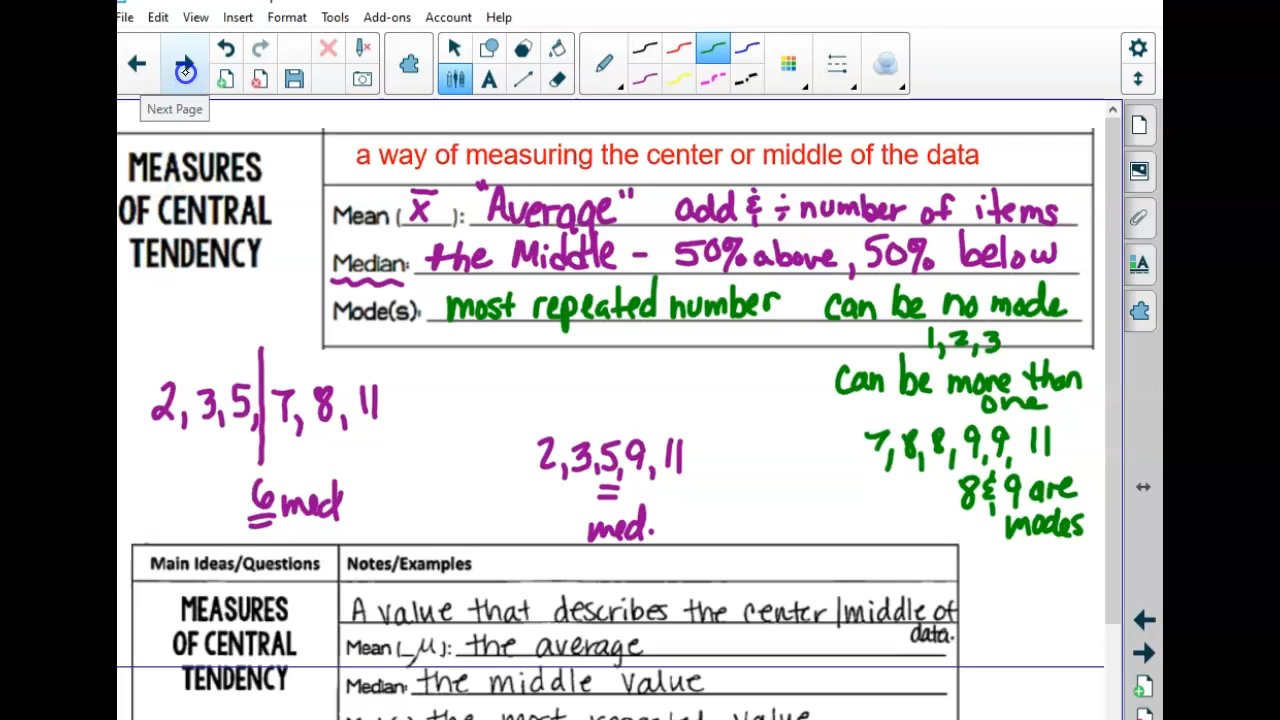 File Edit View Insert Format Tools Add-ons Account Help
Next Page
MEASURES
OF CENTRAL
TENDENCY
a way of measuring the center or middle of the data
Mean (x̄): "Average" add & ÷ number of items
Median: the Middle - 50% above, 50% below
Mode(s): most repeated number can be no mode
1, 2, 3
can be more than
one
2, 3, 5, 7, 8, 11
6 med
2, 3, 5, 9, 11
med.
7, 8, 8, 9, 9, 11
8 & 9 are
modes
Main Ideas/Questions Notes/Examples
MEASURES
OF CENTRAL
TENDENCY
A value that describes the center/middle of
data.
Mean (μ): the average
Median: the middle value
the most repeated value